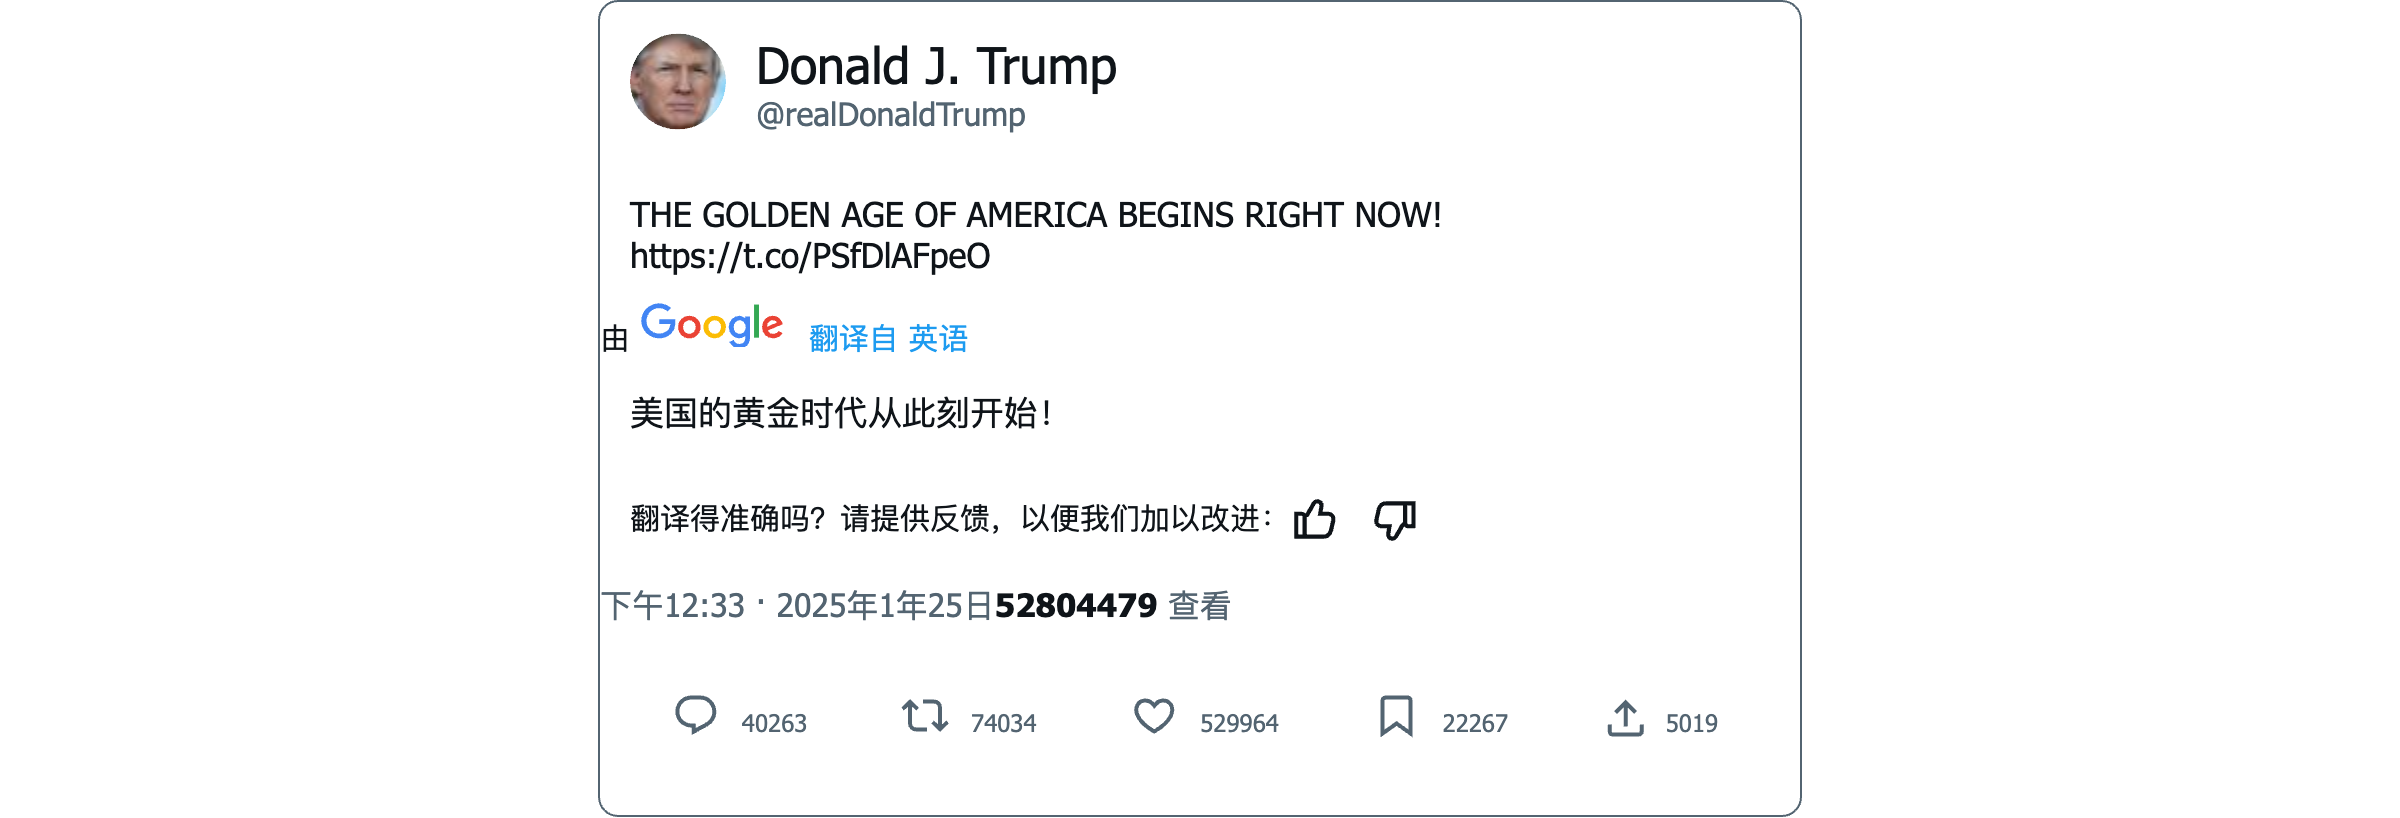 Donald J. Trump
@realDonaldTrump
THE GOLDEN AGE OF AMERICA BEGINS RIGHT NOW!
https://t.co/PSfDlAFpeO
由 Google 翻译自 英语
美国的黄金时代从此刻开始！
翻译得准确吗？请提供反馈，以便我们加以改进：
下午12:33 · 2025年1年25日52804479 查看
40263 74034 529964 22267 5019